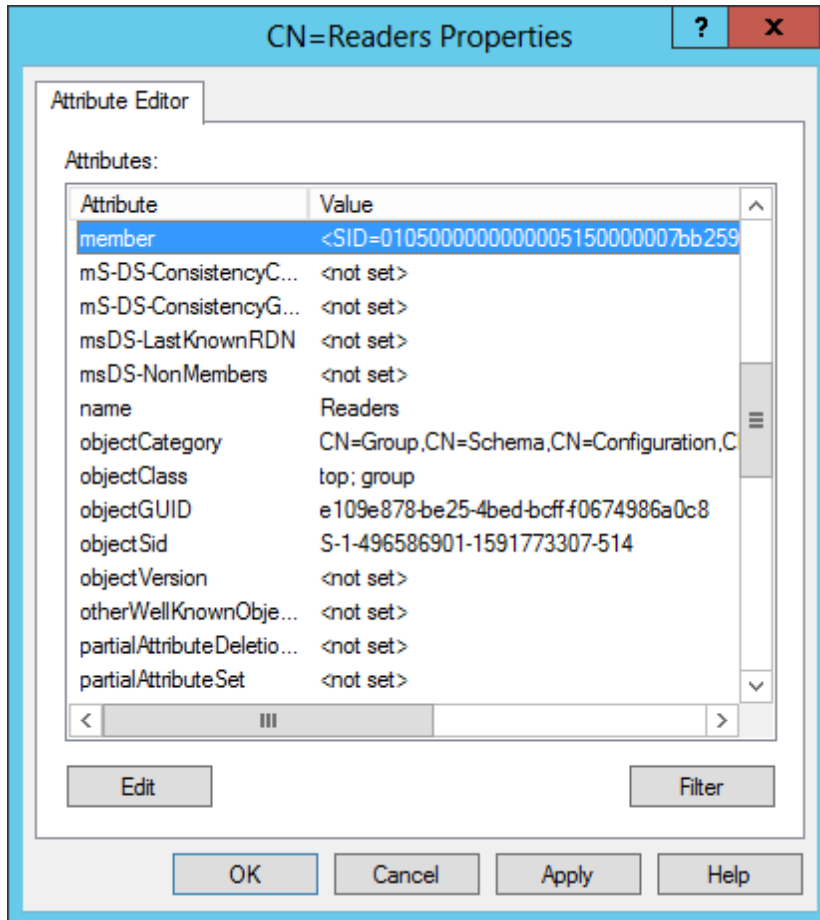 CN=Readers Properties
? x
Attribute Editor
Attributes:
Attribute Value
member <SID=0105000000000005150000007bb259
mS-DS-ConsistencyC... <not set>
mS-DS-ConsistencyG... <not set>
msDS-LastKnownRDN <not set>
msDS-NonMembers <not set>
name Readers
objectCategory CN=Group,CN=Schema,CN=Configuration,C
objectClass top; group
objectGUID e109e878-be25-4bed-bcff-f0674986a0c8
objectSid S-1-496586901-1591773307-514
objectVersion <not set>
otherWellKnownObje... <not set>
partialAttributeDeletio... <not set>
partialAttributeSet <not set>
Edit Filter
OK Cancel Apply Help